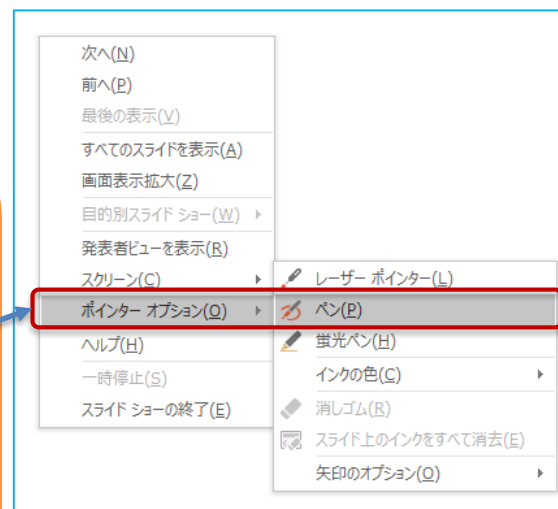 次へ(N)
前へ(P)
最後の表示(V)
すべてのスライドを表示(A)
画面表示拡大(Z)
目的別スライド ショー(W)
発表者ビューを表示(R)
スクリーン(C)
ポインター オプション(O)
ヘルプ(H)
一時停止(S)
スライド ショーの終了(E)
レーザー ポインター(L)
ペン(P)
蛍光ペン(H)
インクの色(C)
消しゴム(R)
スライド上のインクをすべて消去(E)
矢印のオプション(O)